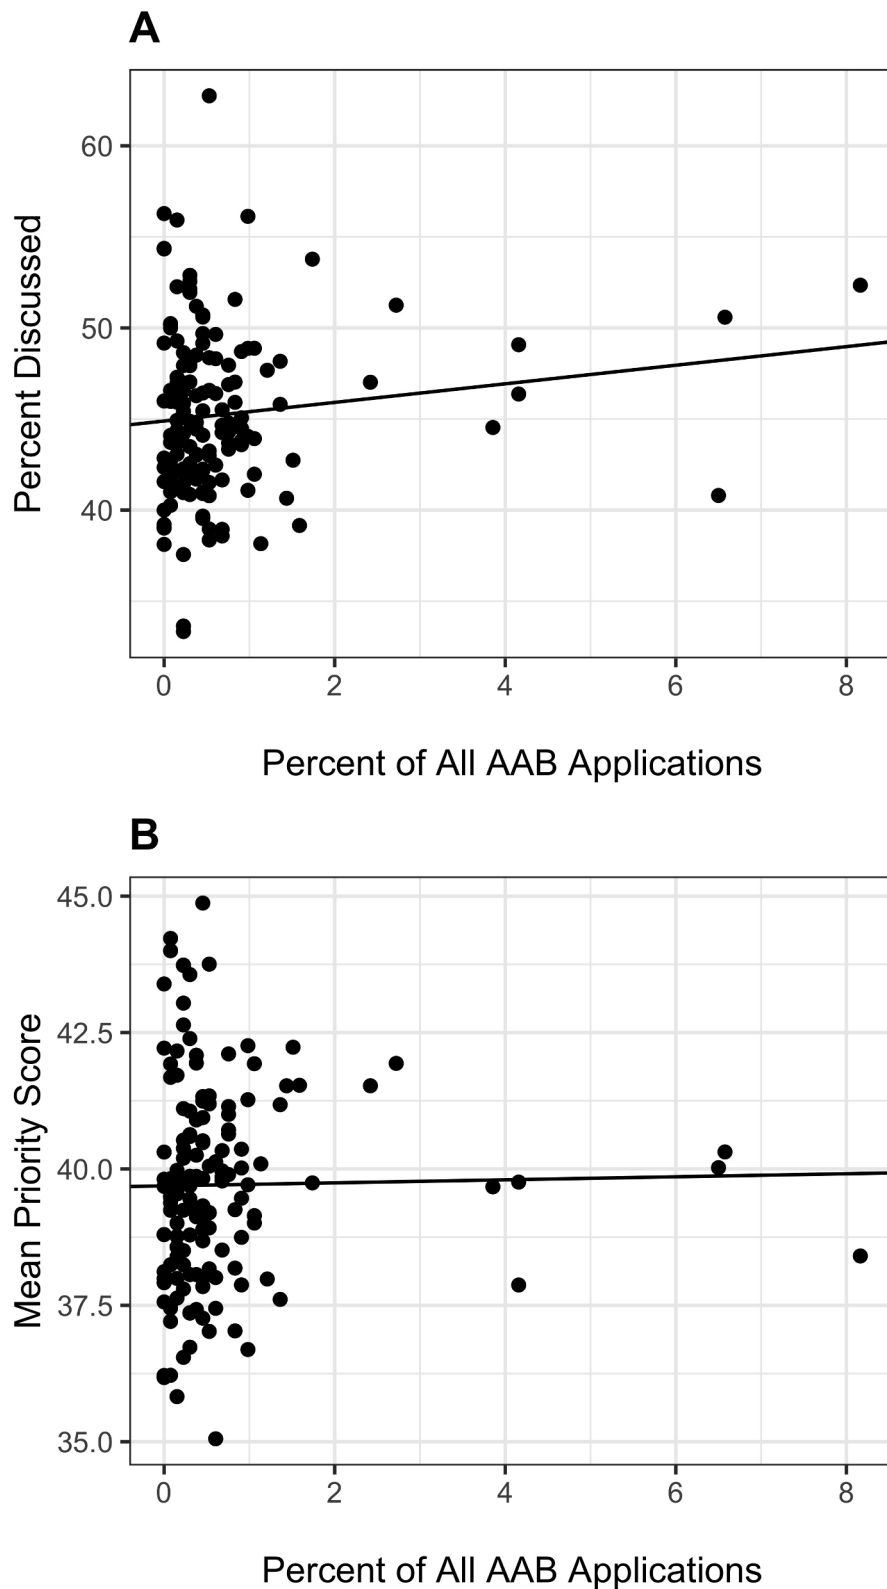 A
60
50
40
Percent Discussed
0 2 4 6 8
Percent of All AAB Applications
B
45.0
42.5
40.0
37.5
35.0
Mean Priority Score
0 2 4 6 8
Percent of All AAB Applications